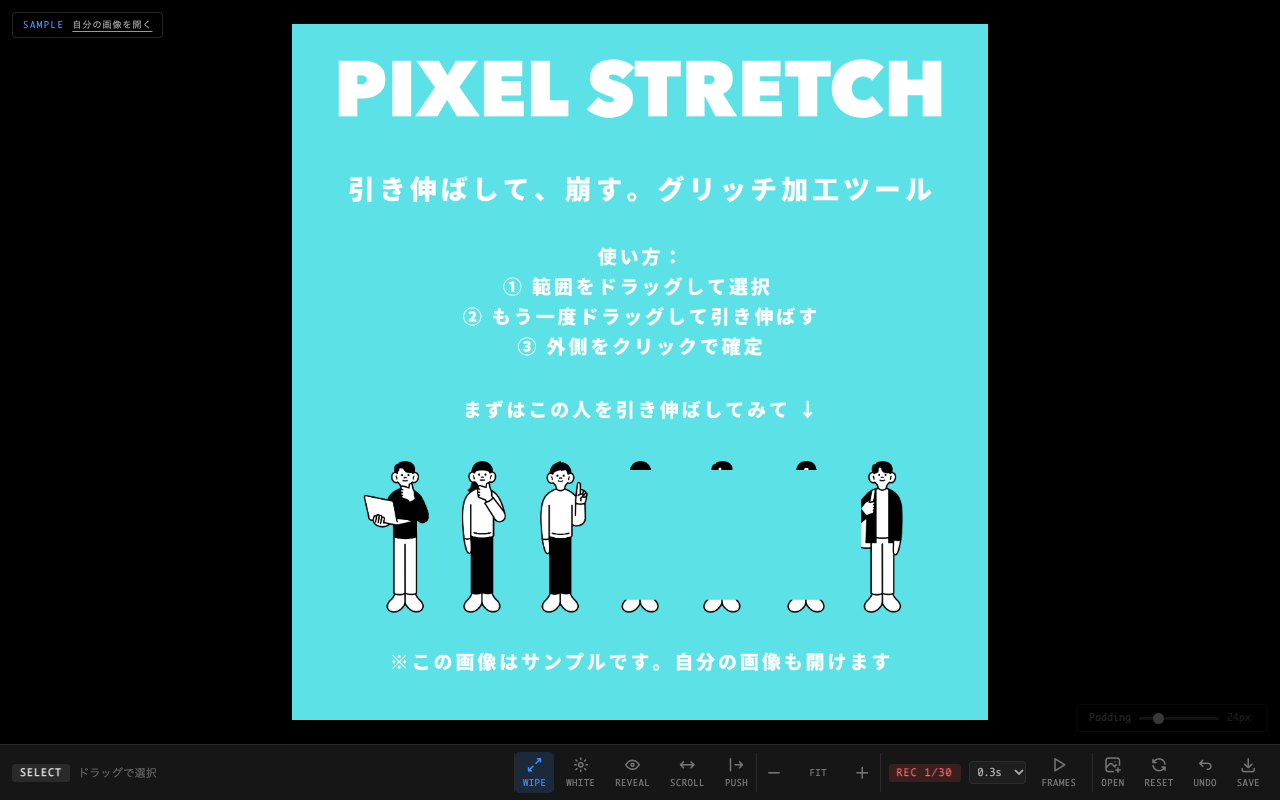 SAMPLE 自分の画像を開く
PIXEL STRETCH
引き伸ばして、崩す。グリッチ加工ツール
使い方：
① 範囲をドラッグして選択
② もう一度ドラッグして引き伸ばす
③ 外側をクリックで確定
まずはこの人を引き伸ばしてみて ↓
※この画像はサンプルです。自分の画像も開けます
Padding 24px
SELECT ドラッグで選択
WIPE WHITE REVEAL SCROLL PUSH FIT REC 1/30 0.3s FRAMES OPEN RESET UNDO SAVE